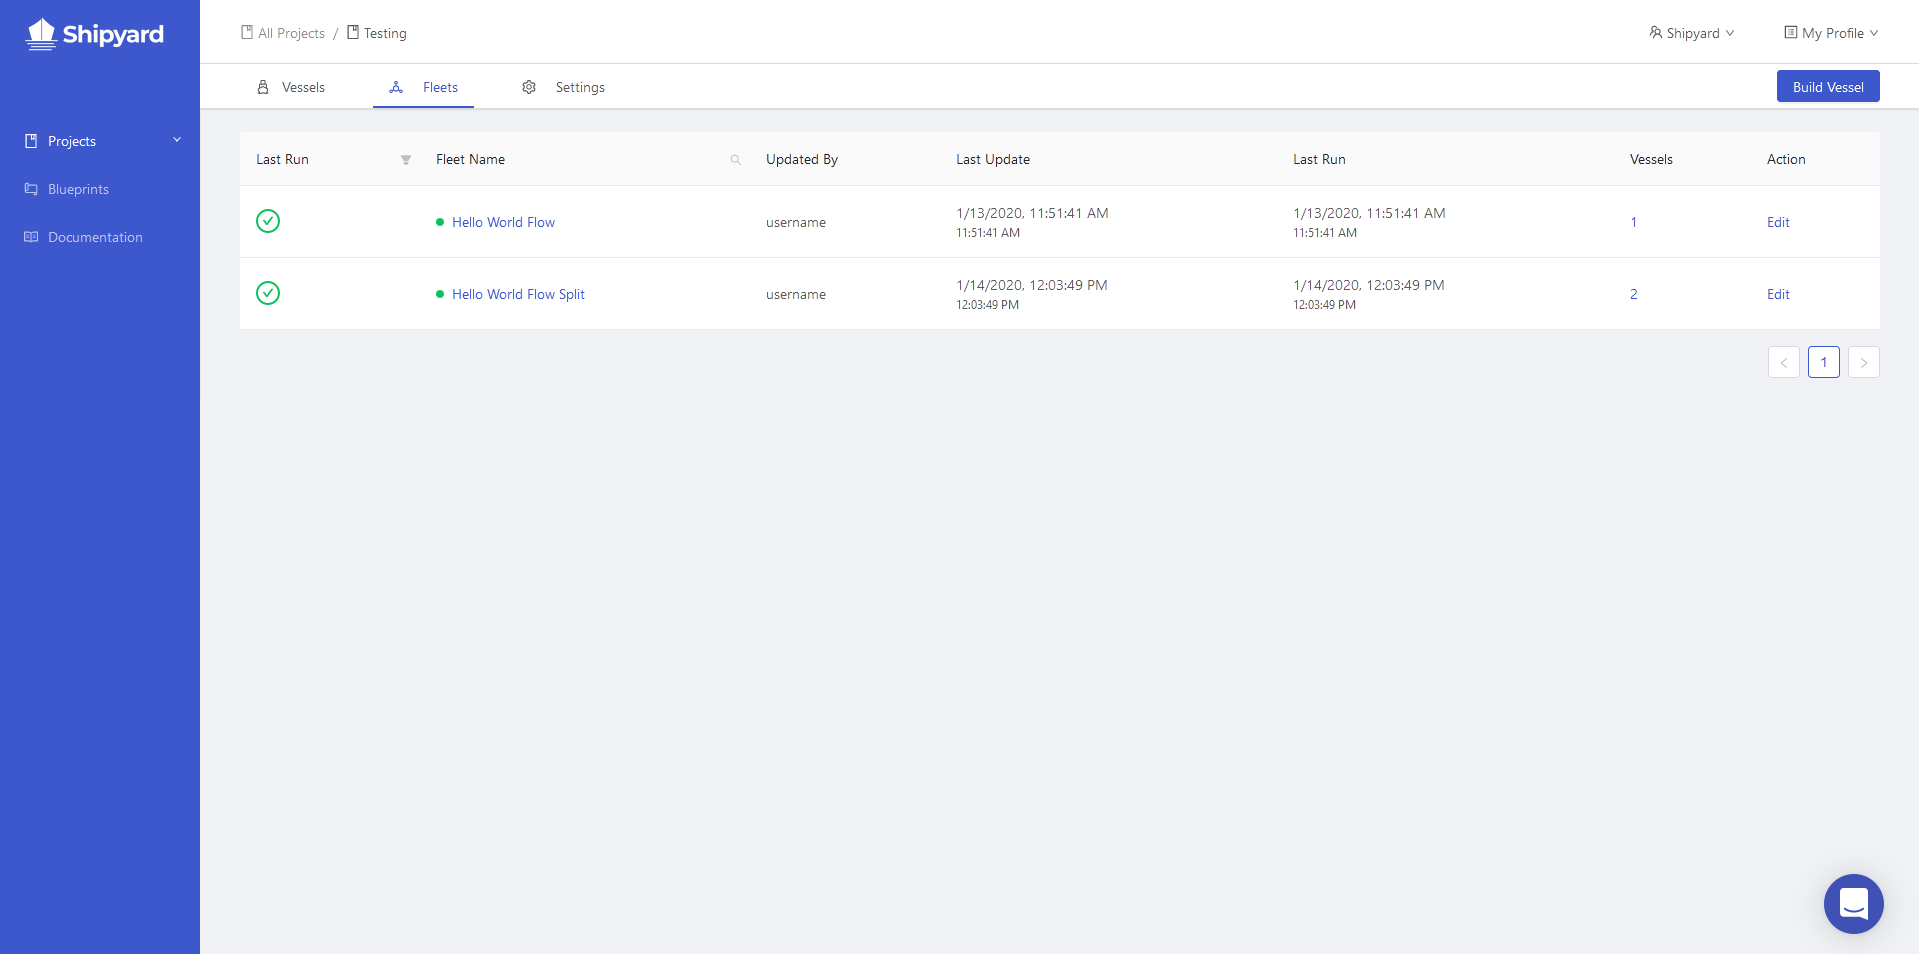 Shipyard
All Projects / Testing
Shipyard
My Profile
Vessels
Fleets
Settings
Build Vessel
Projects
Blueprints
Documentation
Last Run Fleet Name Updated By Last Update Last Run Vessels Action
Hello World Flow username 1/13/2020, 11:51:41 AM 1/13/2020, 11:51:41 AM 1 Edit
11:51:41 AM 11:51:41 AM
Hello World Flow Split username 1/14/2020, 12:03:49 PM 1/14/2020, 12:03:49 PM 2 Edit
12:03:49 PM 12:03:49 PM
< 1 >